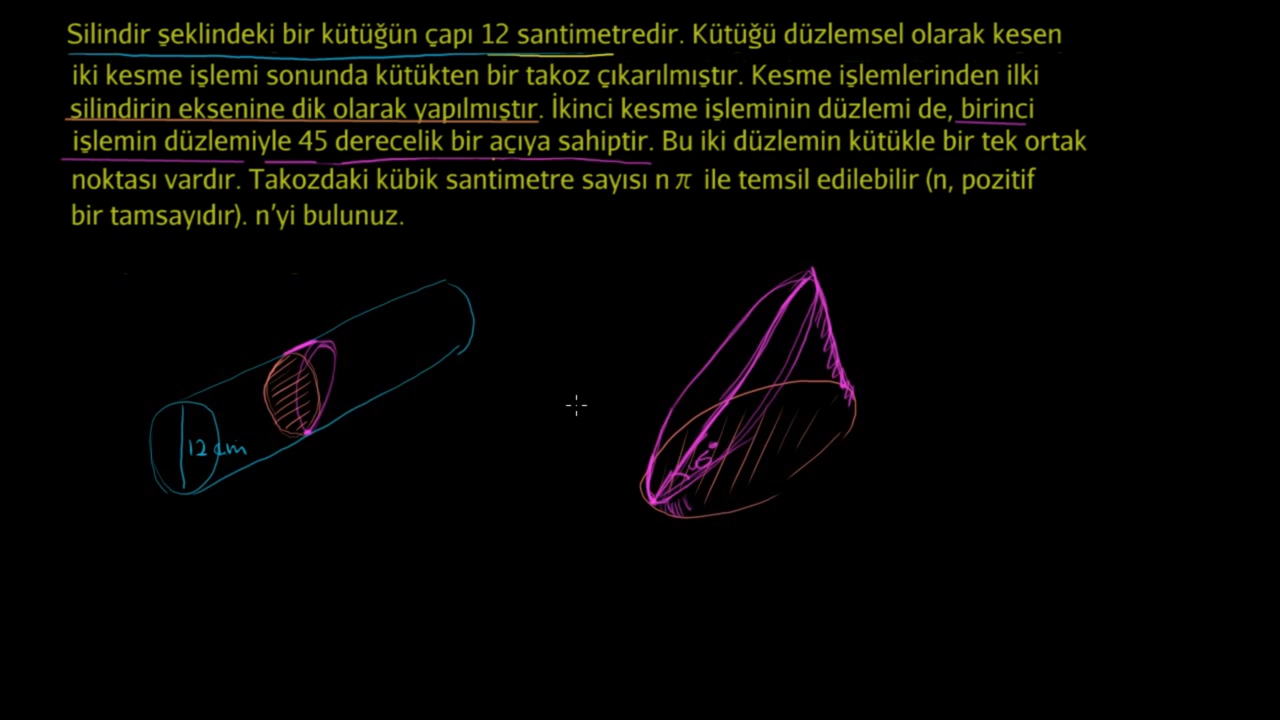 Silindir şeklindeki bir kütüğün çapı 12 santimetredir. Kütüğü düzlemsel olarak kesen
iki kesme işlemi sonunda kütükten bir takoz çıkarılmıştır. Kesme işlemlerinden ilki
silindirin eksenine dik olarak yapılmıştır. İkinci kesme işleminin düzlemi de, birinci
işlemin düzlemiyle 45 derecelik bir açıya sahiptir. Bu iki düzlemin kütükle bir tek ortak
noktası vardır. Takozdaki kübik santimetre sayısı n π ile temsil edilebilir (n, pozitif
bir tamsayıdır). n'yi bulunuz.
12 cm